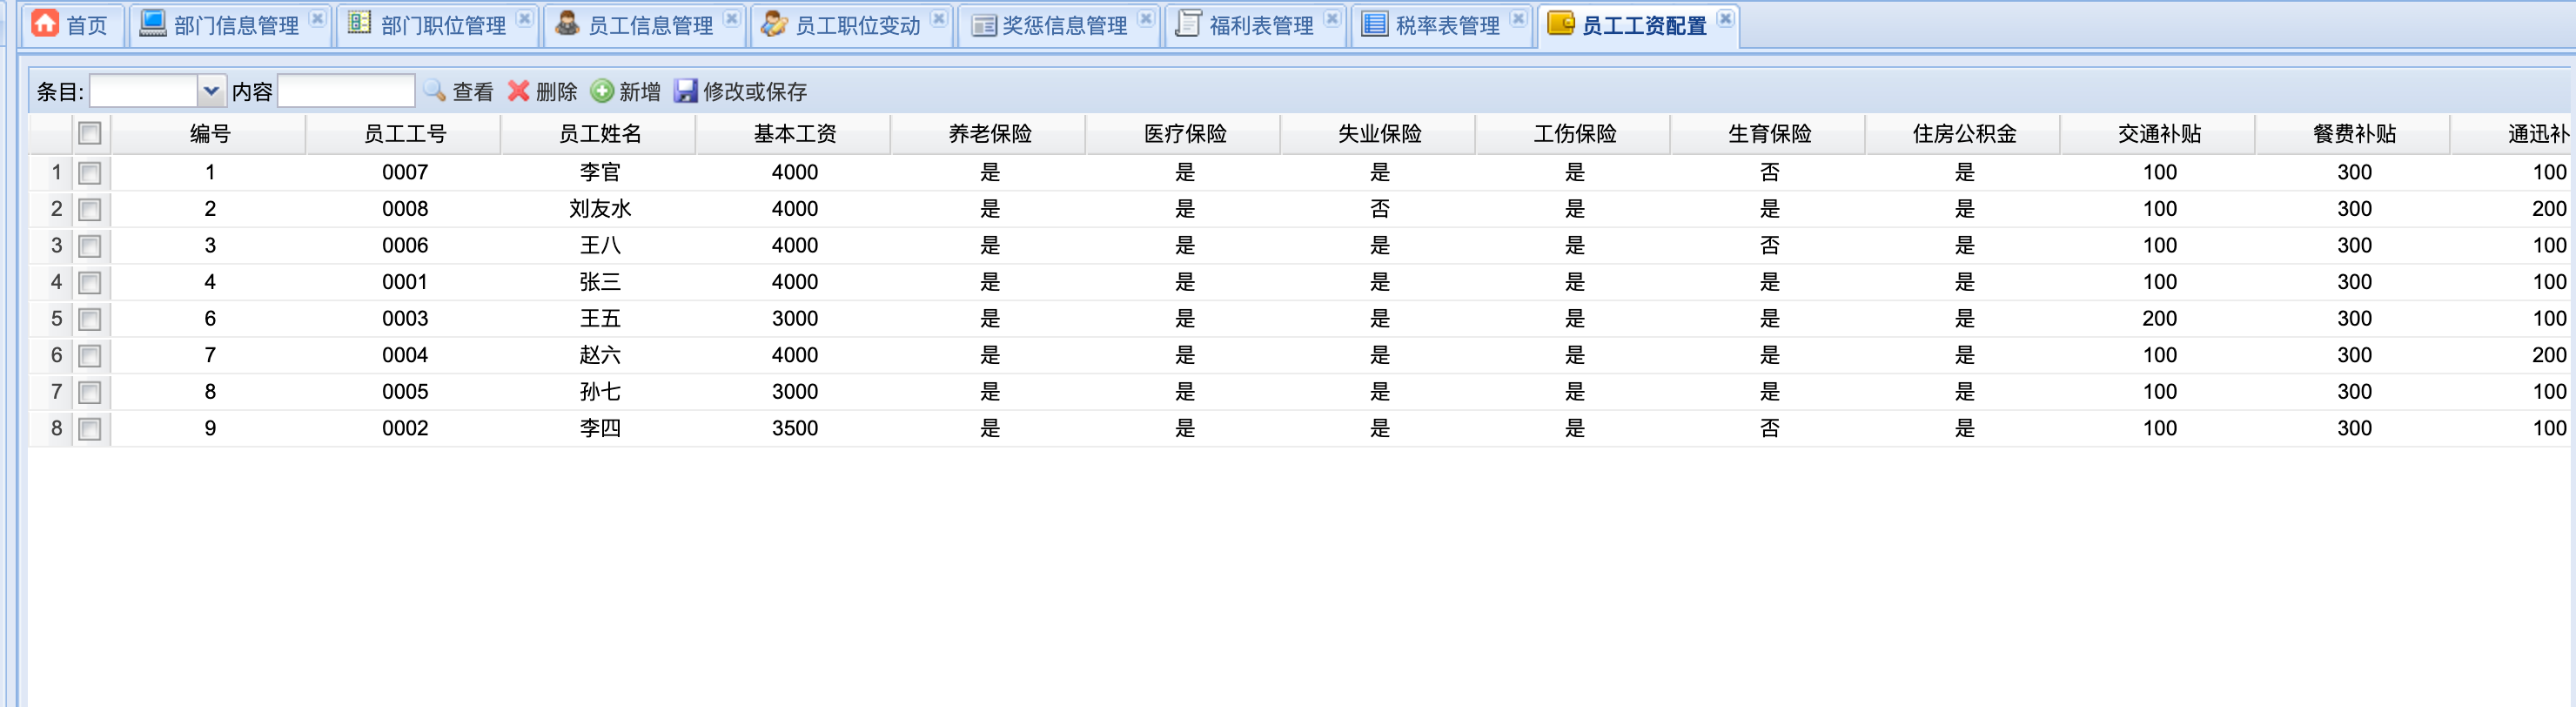 首页 部门信息管理 部门职位管理 员工信息管理 员工职位变动 奖惩信息管理 福利表管理 税率表管理 员工工资配置
条目: 内容 查看 删除 新增 修改或保存
编号 员工工号 员工姓名 基本工资 养老保险 医疗保险 失业保险 工伤保险 生育保险 住房公积金 交通补贴 餐费补贴 通迅补
1 1 0007 李官 4000 是 是 是 是 否 是 100 300 100
2 2 0008 刘友水 4000 是 是 否 是 是 是 100 300 200
3 3 0006 王八 4000 是 是 是 是 否 是 100 300 100
4 4 0001 张三 4000 是 是 是 是 是 是 100 300 100
5 6 0003 王五 3000 是 是 是 是 是 是 200 300 100
6 7 0004 赵六 4000 是 是 是 是 是 是 100 300 200
7 8 0005 孙七 3000 是 是 是 是 是 是 100 300 100
8 9 0002 李四 3500 是 是 是 是 否 是 100 300 100